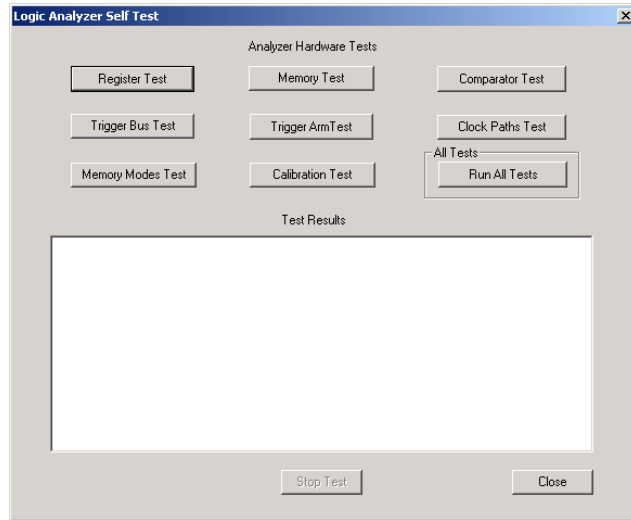 Logic Analyzer Self Test
Analyzer Hardware Tests
Register Test
Memory Test
Comparator Test
Trigger Bus Test
Trigger ArmTest
Clock Paths Test
Memory Modes Test
Calibration Test
All Tests
Run All Tests
Test Results
Stop Test
Close